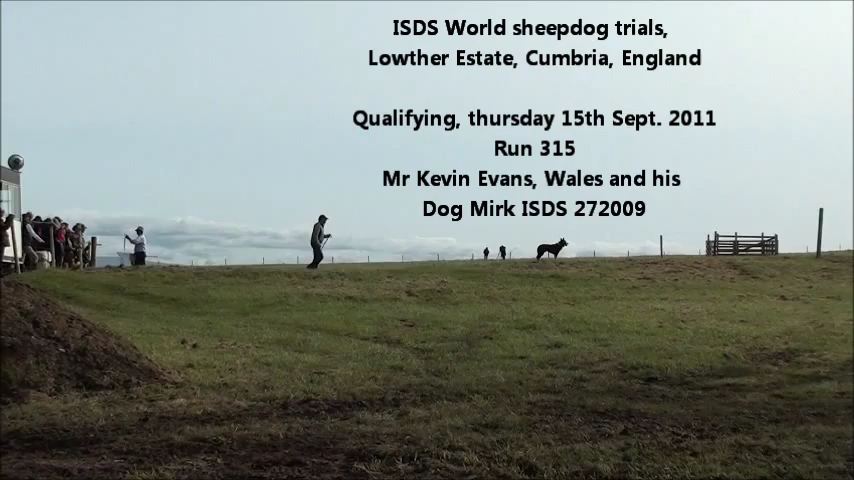 ISDS World sheepdog trials,
Lowther Estate, Cumbria, England
Qualifying, thursday 15th Sept. 2011
Run 315
Mr Kevin Evans, Wales and his
Dog Mirk ISDS 272009